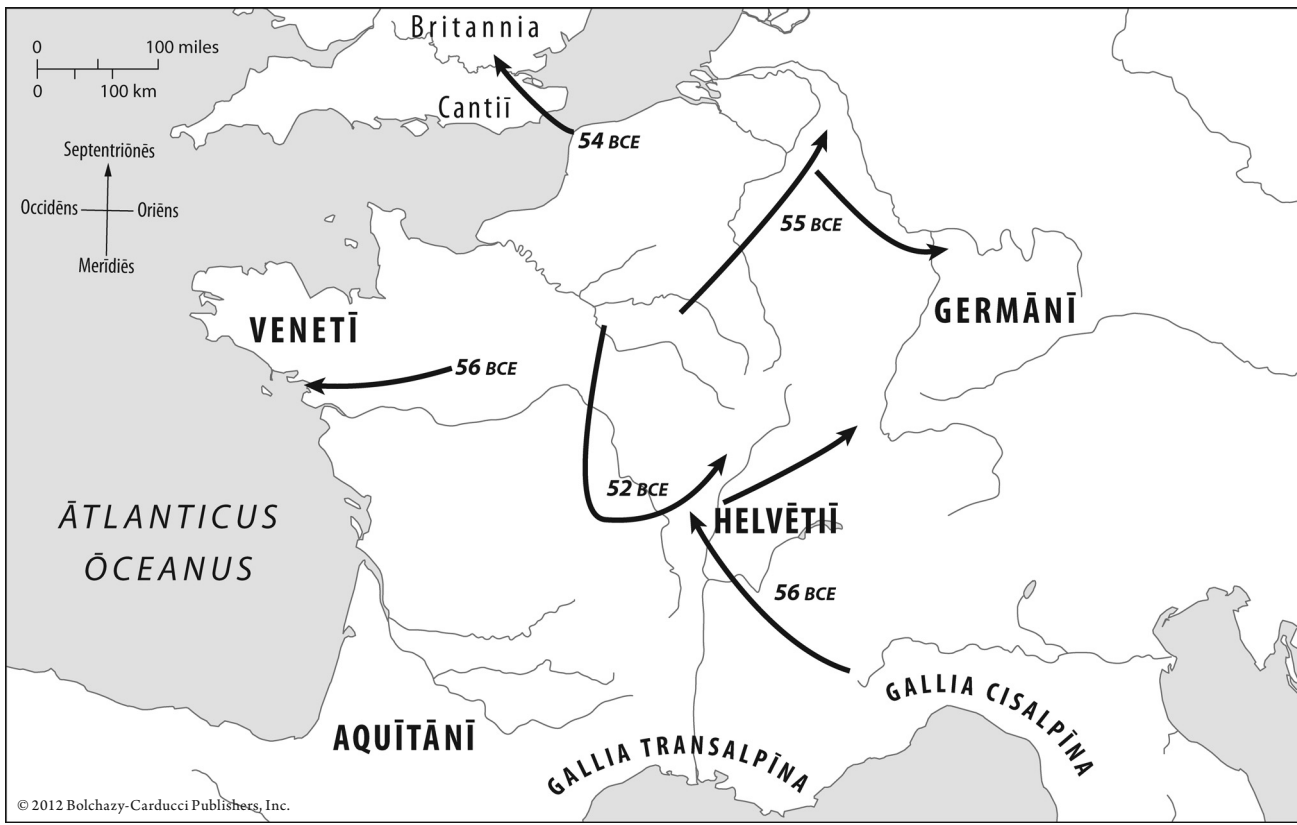 Britannia
0 100 miles
0 100 km
Cantiī
54 BCE
Septentriōnēs
Occidēns
Oriēns
Merīdiēs
55 BCE
GERMĀNĪ
VENETĪ
56 BCE
52 BCE
HELVĒTIĪ
ĀTLANTICUS
ŌCEANUS
56 BCE
GALLIA CISALPĪNA
AQUĪTĀNĪ
GALLIA TRANSALPĪNA
© 2012 Bolchazy-Carducci Publishers, Inc.